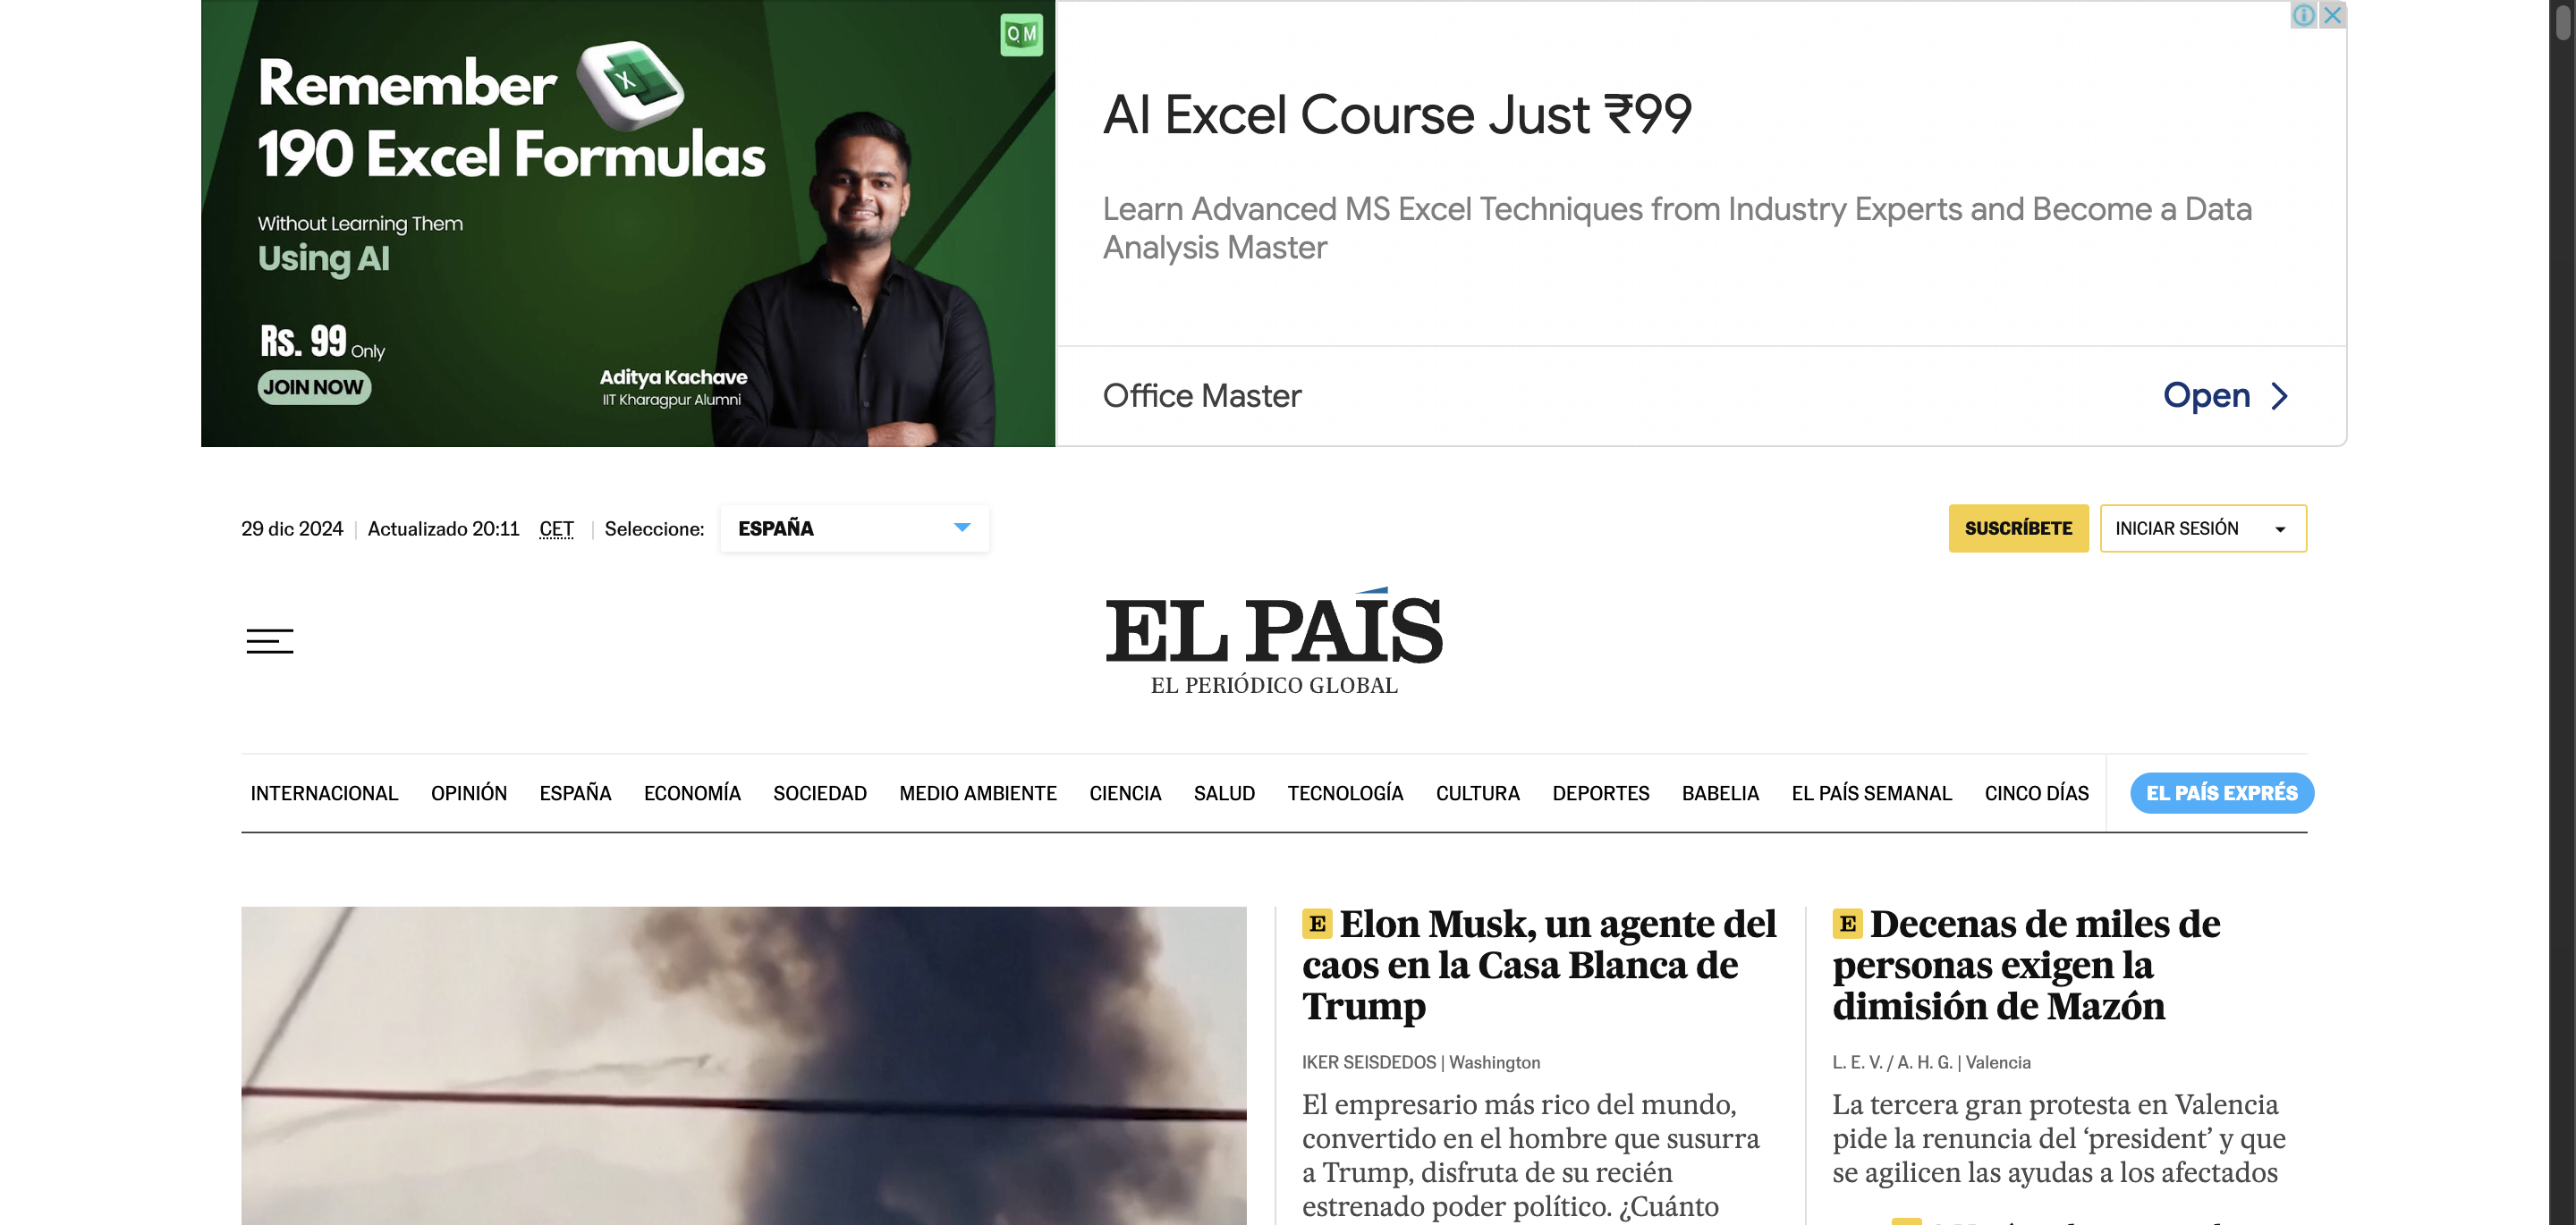 Remember
190 Excel Formulas
Without Learning Them
Using AI
Rs. 99 Only
JOIN NOW
Aditya Kachave
IIT Kharagpur Alumni
QM
AI Excel Course Just ₹99
Learn Advanced MS Excel Techniques from Industry Experts and Become a Data
Analysis Master
Office Master
Open
29 dic 2024 | Actualizado 20:11 CET | Seleccione: ESPAÑA
SUSCRÍBETE
INICIAR SESIÓN
EL PAÍS
EL PERIÓDICO GLOBAL
INTERNACIONAL OPINIÓN ESPAÑA ECONOMÍA SOCIEDAD MEDIO AMBIENTE CIENCIA SALUD TECNOLOGÍA CULTURA DEPORTES BABELIA EL PAÍS SEMANAL CINCO DÍAS EL PAÍS EXPRÉS
E Elon Musk, un agente del
caos en la Casa Blanca de
Trump
IKER SEISDEDOS | Washington
El empresario más rico del mundo,
convertido en el hombre que susurra
a Trump, disfruta de su recién
estrenado poder político. ¿Cuánto
E Decenas de miles de
personas exigen la
dimisión de Mazón
L. E. V. / A. H. G. | Valencia
La tercera gran protesta en Valencia
pide la renuncia del ‘president’ y que
se agilicen las ayudas a los afectados